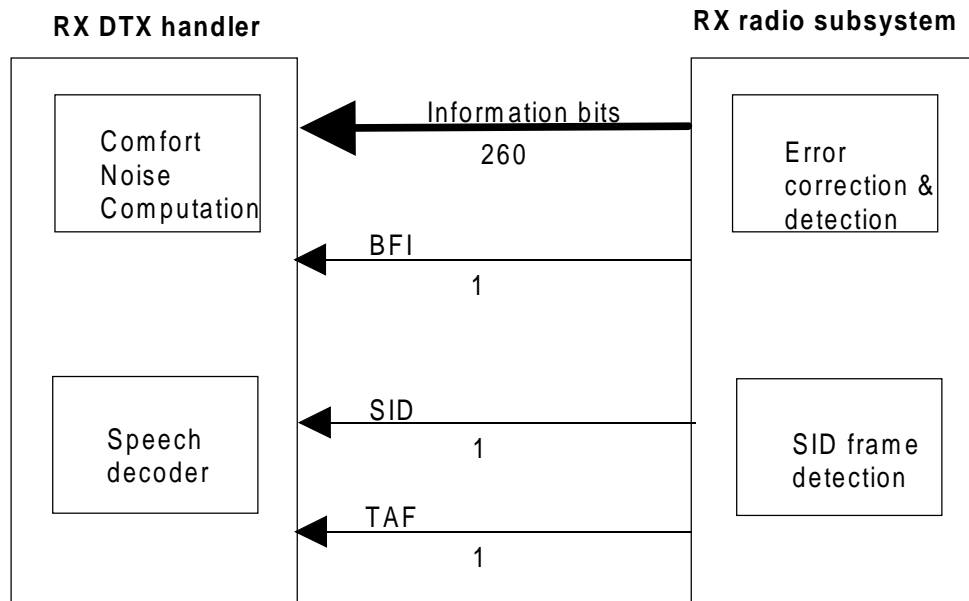 RX DTX handler
RX radio subsystem
Comfort
Noise
Computation
Information bits
260
Error
correction &
detection
BFI
1
Speech
decoder
SID
1
SID frame
detection
TAF
1